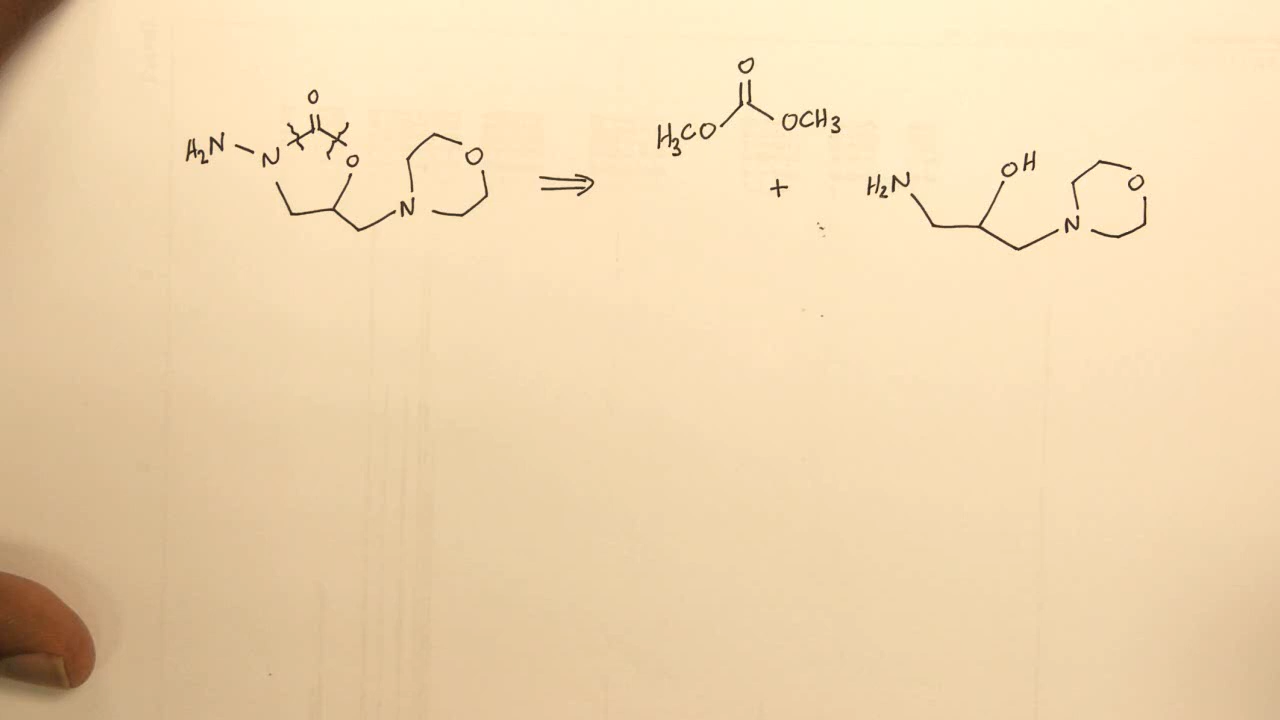 O
H₂N N O N O
⇒
O
H₃CO OCH₃
+
H₂N OH N O